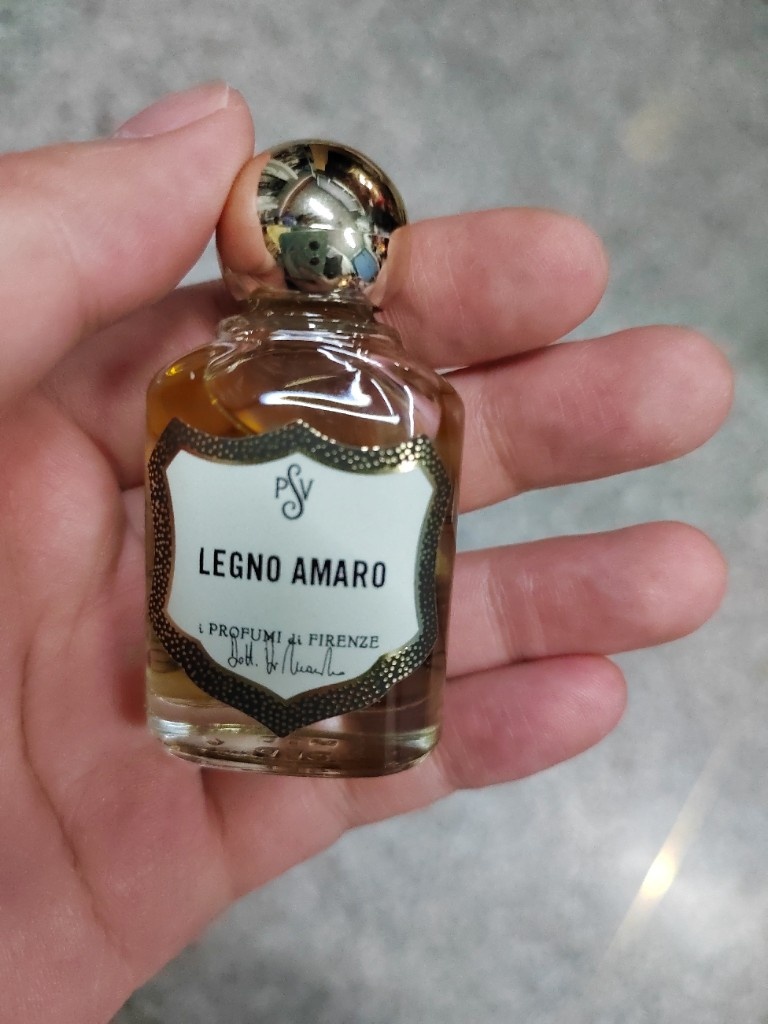 PSV
LEGNO AMARO
i PROFUMI di FIRENZE